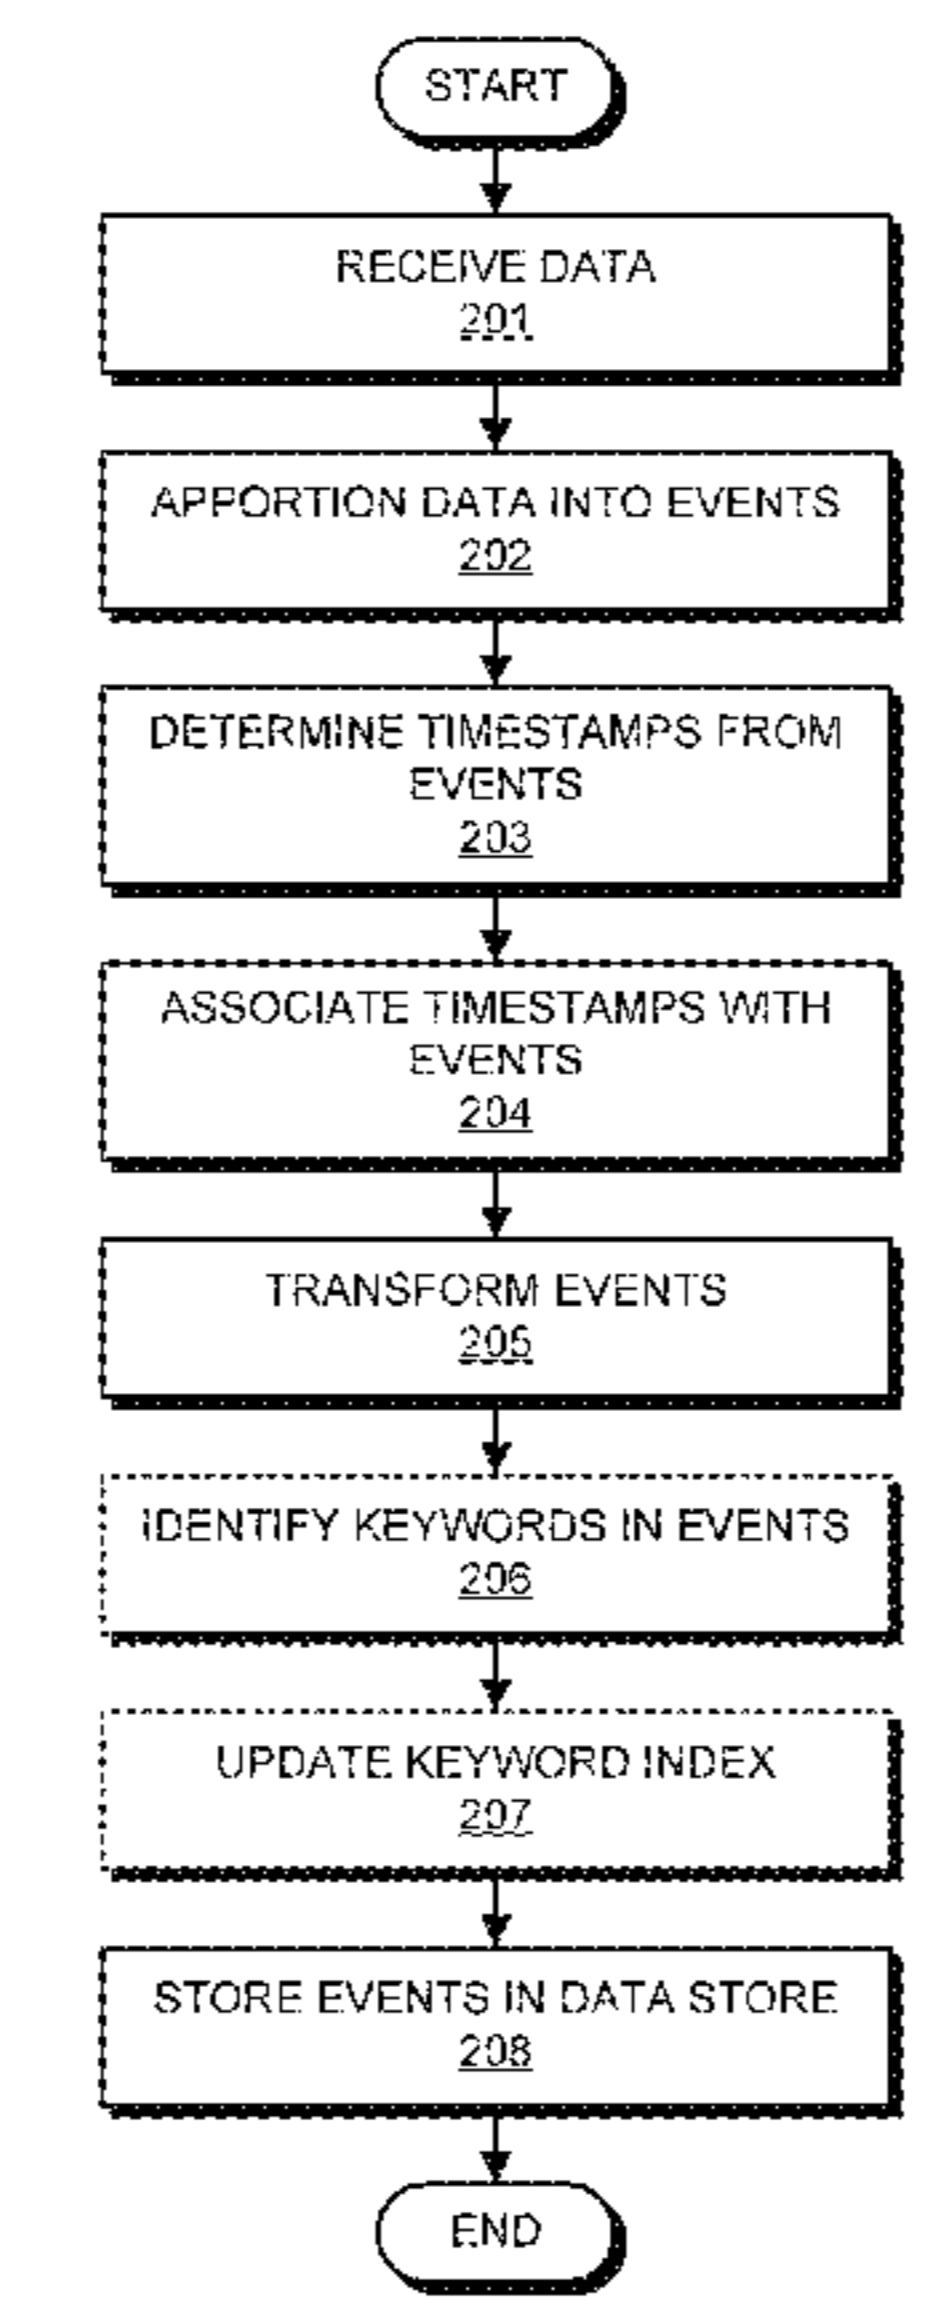 START
RECEIVE DATA
201
APPORTION DATA INTO EVENTS
202
DETERMINE TIMESTAMPS FROM
EVENTS
203
ASSOCIATE TIMESTAMPS WITH
EVENTS
204
TRANSFORM EVENTS
205
IDENTIFY KEYWORDS IN EVENTS
206
UPDATE KEYWORD INDEX
207
STORE EVENTS IN DATA STORE
208
END